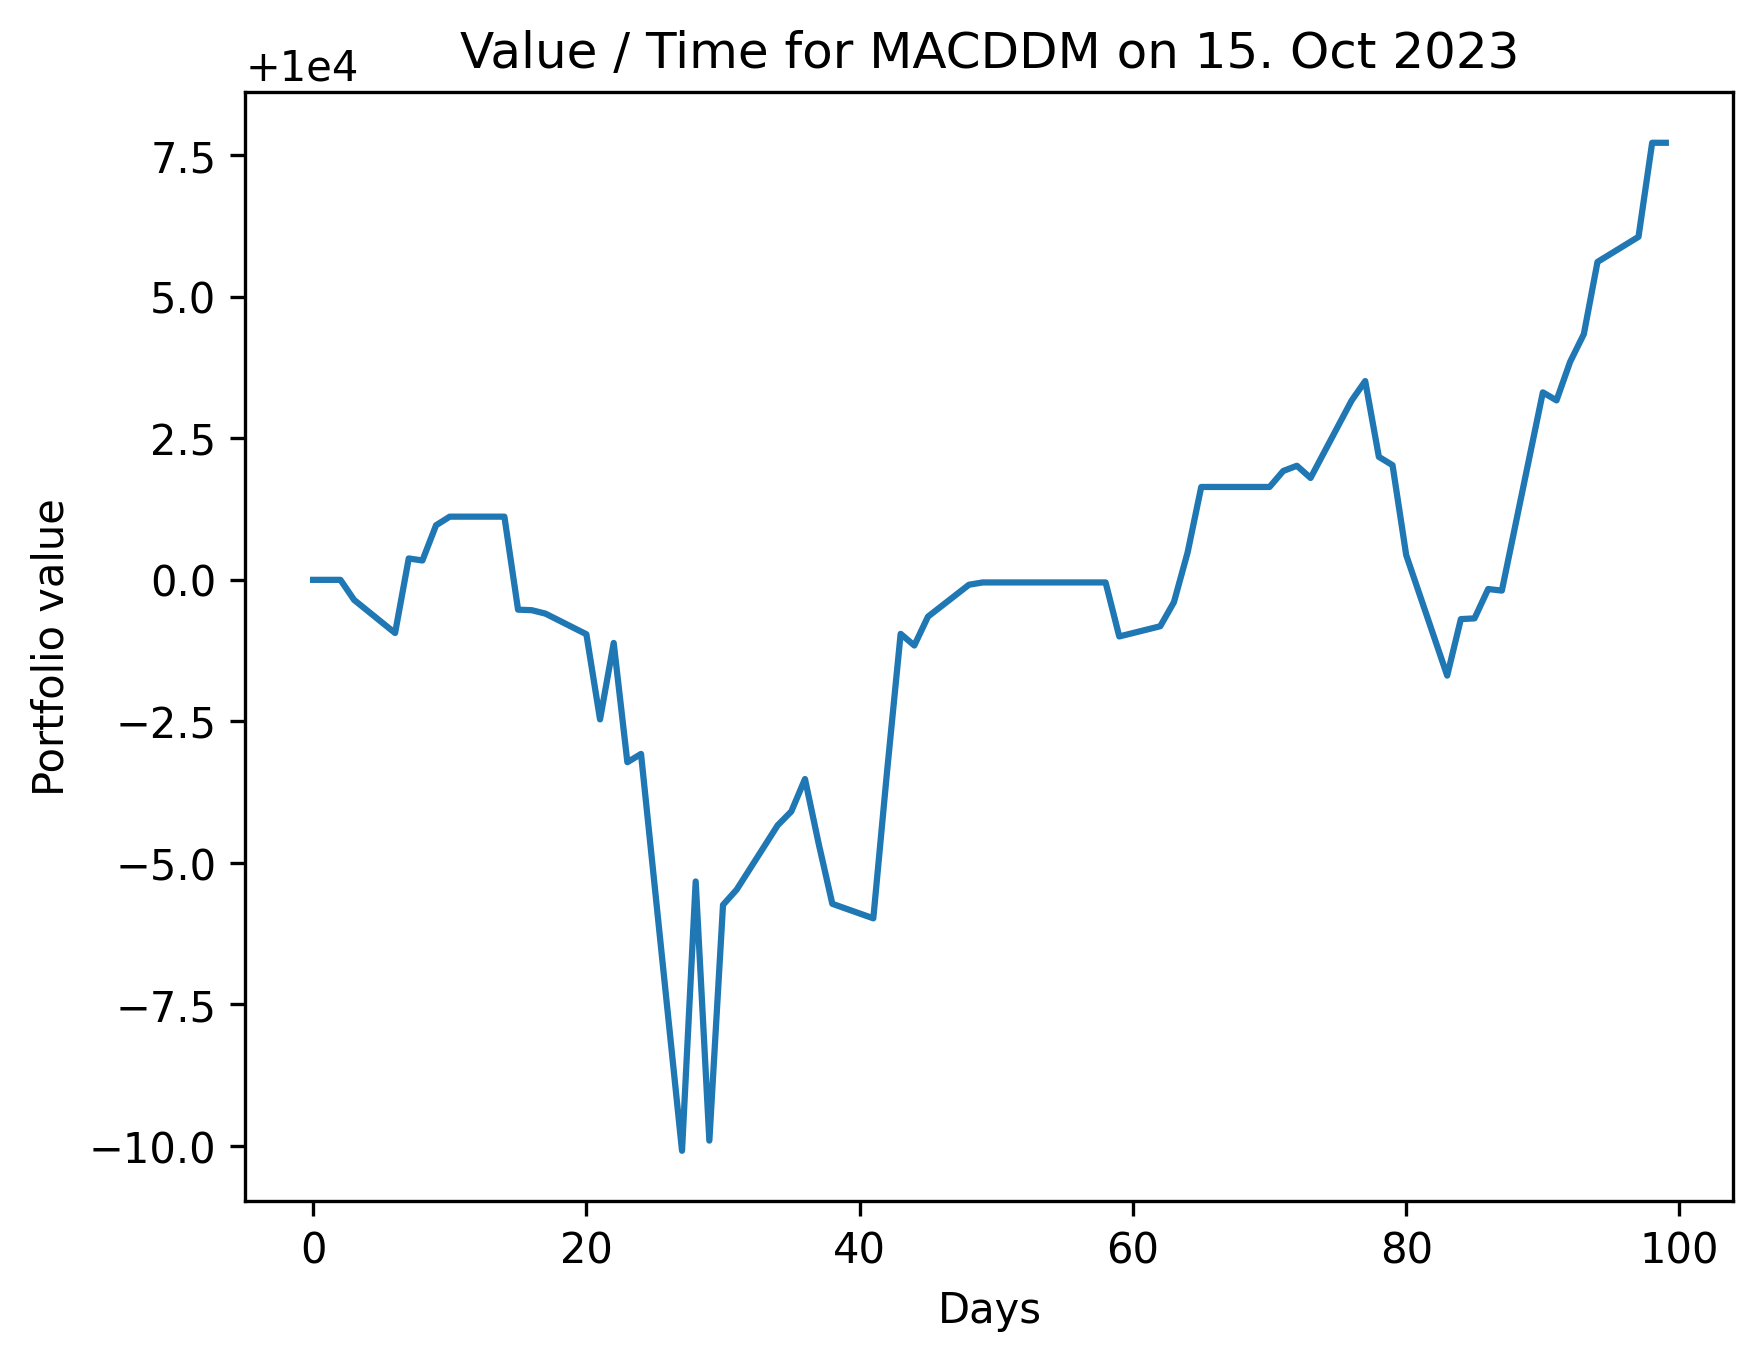 Value / Time for MACDDM on 15. Oct 2023
+1e4
7.5
5.0
2.5
0.0
−2.5
−5.0
−7.5
−10.0
Portfolio value
0 20 40 60 80 100
Days